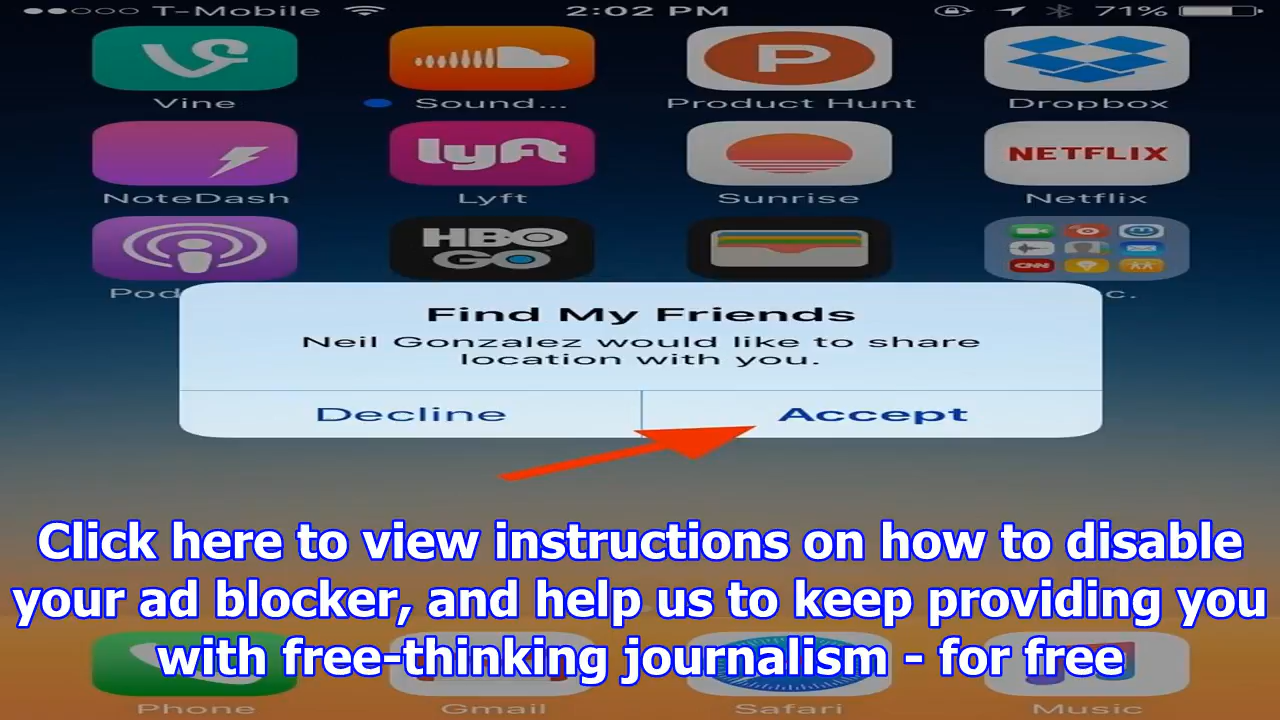 T-Mobile 2:02 PM 71%
Vine Sound... Product Hunt Dropbox
NETFLIX
lyft
NoteDash Lyft Sunrise Netflix
HBO
GO
CNN
Pod c.
Find My Friends
Neil Gonzalez would like to share
location with you.
Decline Accept
Click here to view instructions on how to disable
your ad blocker, and help us to keep providing you
with free-thinking journalism - for free
Phone Gmail Safari Music